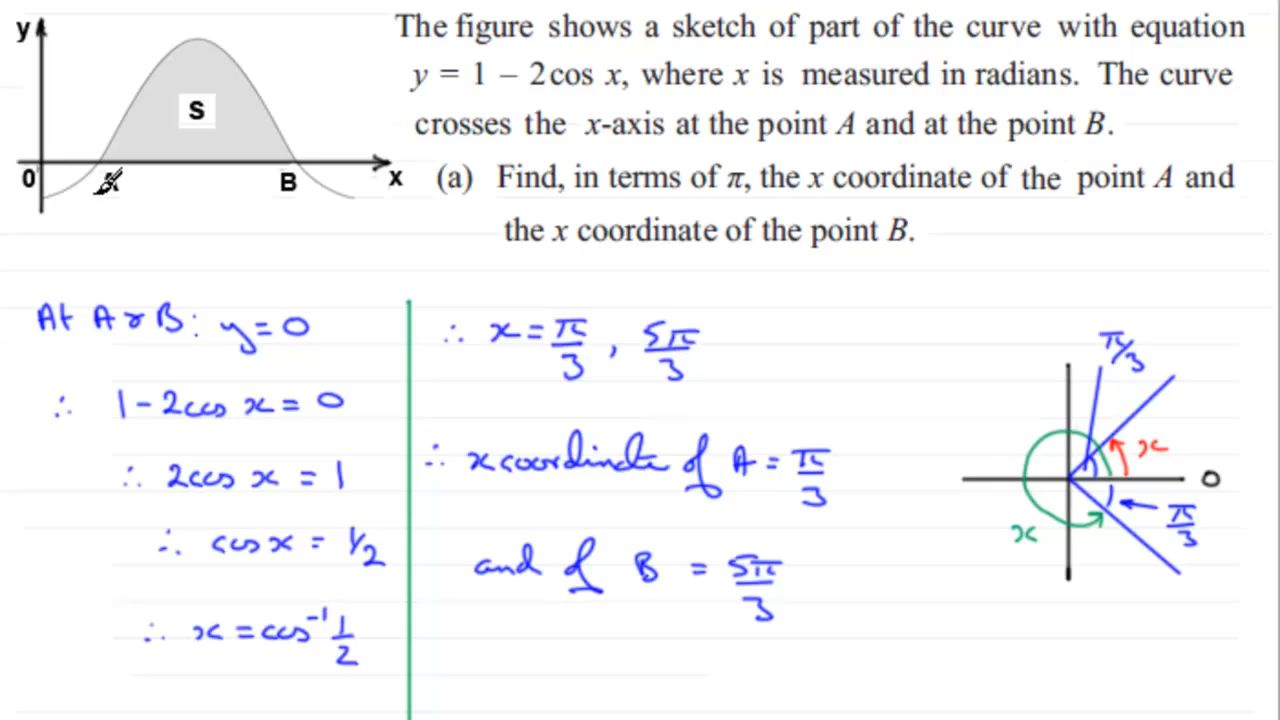 y
S
0
B
x
The figure shows a sketch of part of the curve with equation
y = 1 – 2cos x, where x is measured in radians. The curve
crosses the x-axis at the point A and at the point B.
(a) Find, in terms of π, the x coordinate of the point A and
the x coordinate of the point B.
At A & B: y = 0
∴ 1 - 2cos x = 0
∴ 2cos x = 1
∴ cos x = 1/2
∴ x = cos⁻¹ 1/2
∴ x = π/3 , 5π/3
∴ x coordinate of A = π/3
and of B = 5π/3
π/3
x
0
x
π/3